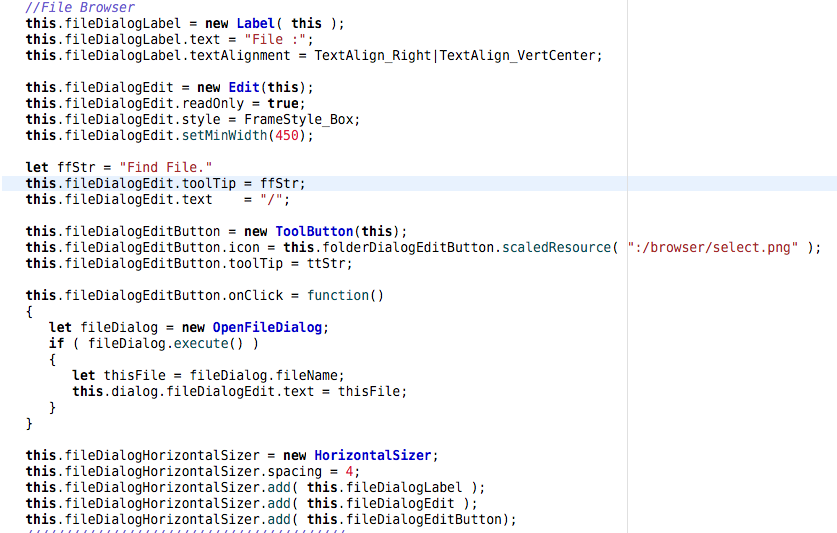 //File Browser
this.fileDialogLabel = new Label( this );
this.fileDialogLabel.text = "File :";
this.fileDialogLabel.textAlignment = TextAlign_Right|TextAlign_VertCenter;

this.fileDialogEdit = new Edit(this);
this.fileDialogEdit.readOnly = true;
this.fileDialogEdit.style = FrameStyle_Box;
this.fileDialogEdit.setMinWidth(450);

let ffStr = "Find File."
this.fileDialogEdit.toolTip = ffStr;
this.fileDialogEdit.text    = "/";

this.fileDialogEditButton = new ToolButton(this);
this.fileDialogEditButton.icon = this.folderDialogEditButton.scaledResource( ":/browser/select.png" );
this.fileDialogEditButton.toolTip = ttStr;

this.fileDialogEditButton.onClick = function()
{
   let fileDialog = new OpenFileDialog;
   if ( fileDialog.execute() )
   {
      let thisFile = fileDialog.fileName;
      this.dialog.fileDialogEdit.text = thisFile;
   }
}

this.fileDialogHorizontalSizer = new HorizontalSizer;
this.fileDialogHorizontalSizer.spacing = 4;
this.fileDialogHorizontalSizer.add( this.fileDialogLabel );
this.fileDialogHorizontalSizer.add( this.fileDialogEdit );
this.fileDialogHorizontalSizer.add( this.fileDialogEditButton);